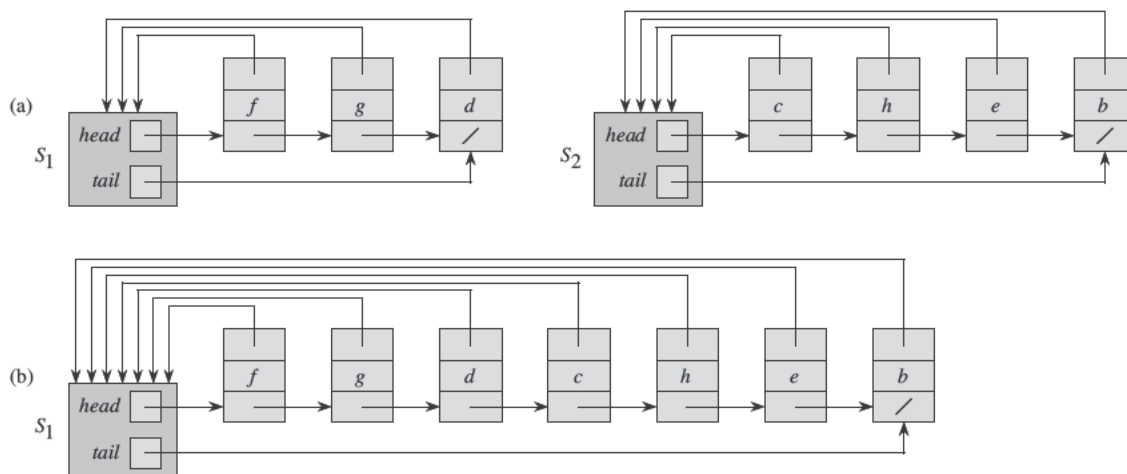 (a)
f g d
head
S1
tail
c h e b
head
S2
tail
(b)
f g d c h e b
head
S1
tail